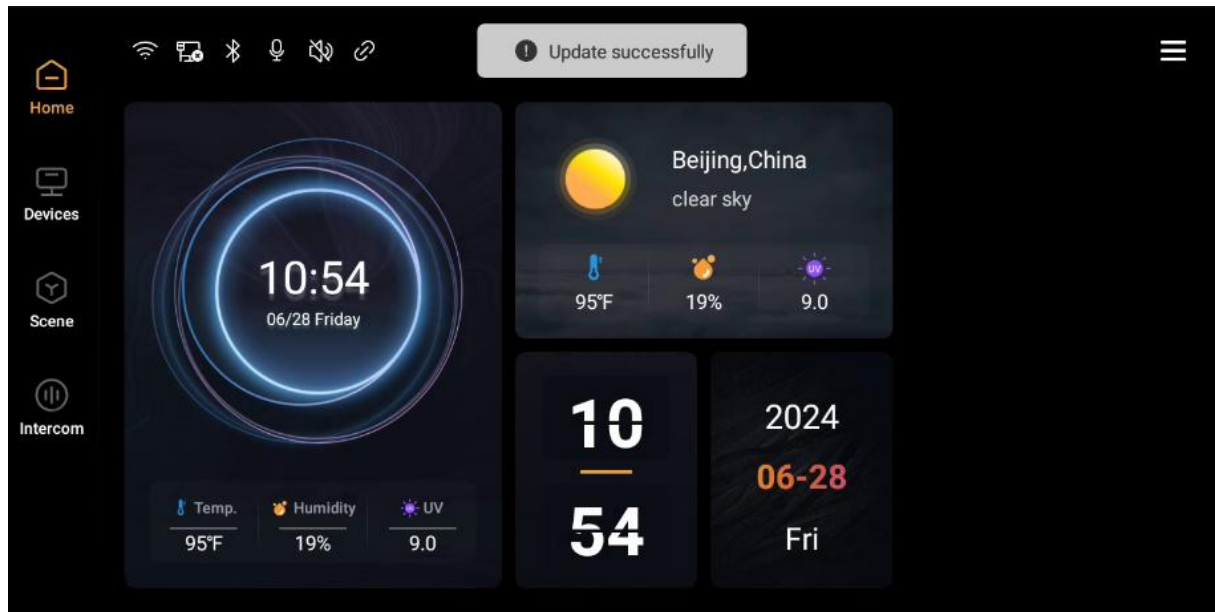 Update successfully
Home
Devices
Scene
Intercom
10:54
06/28 Friday
Temp.
Humidity
UV
95°F
19%
9.0
Beijing,China
clear sky
UV
95°F
19%
9.0
10
54
2024
06-28
Fri